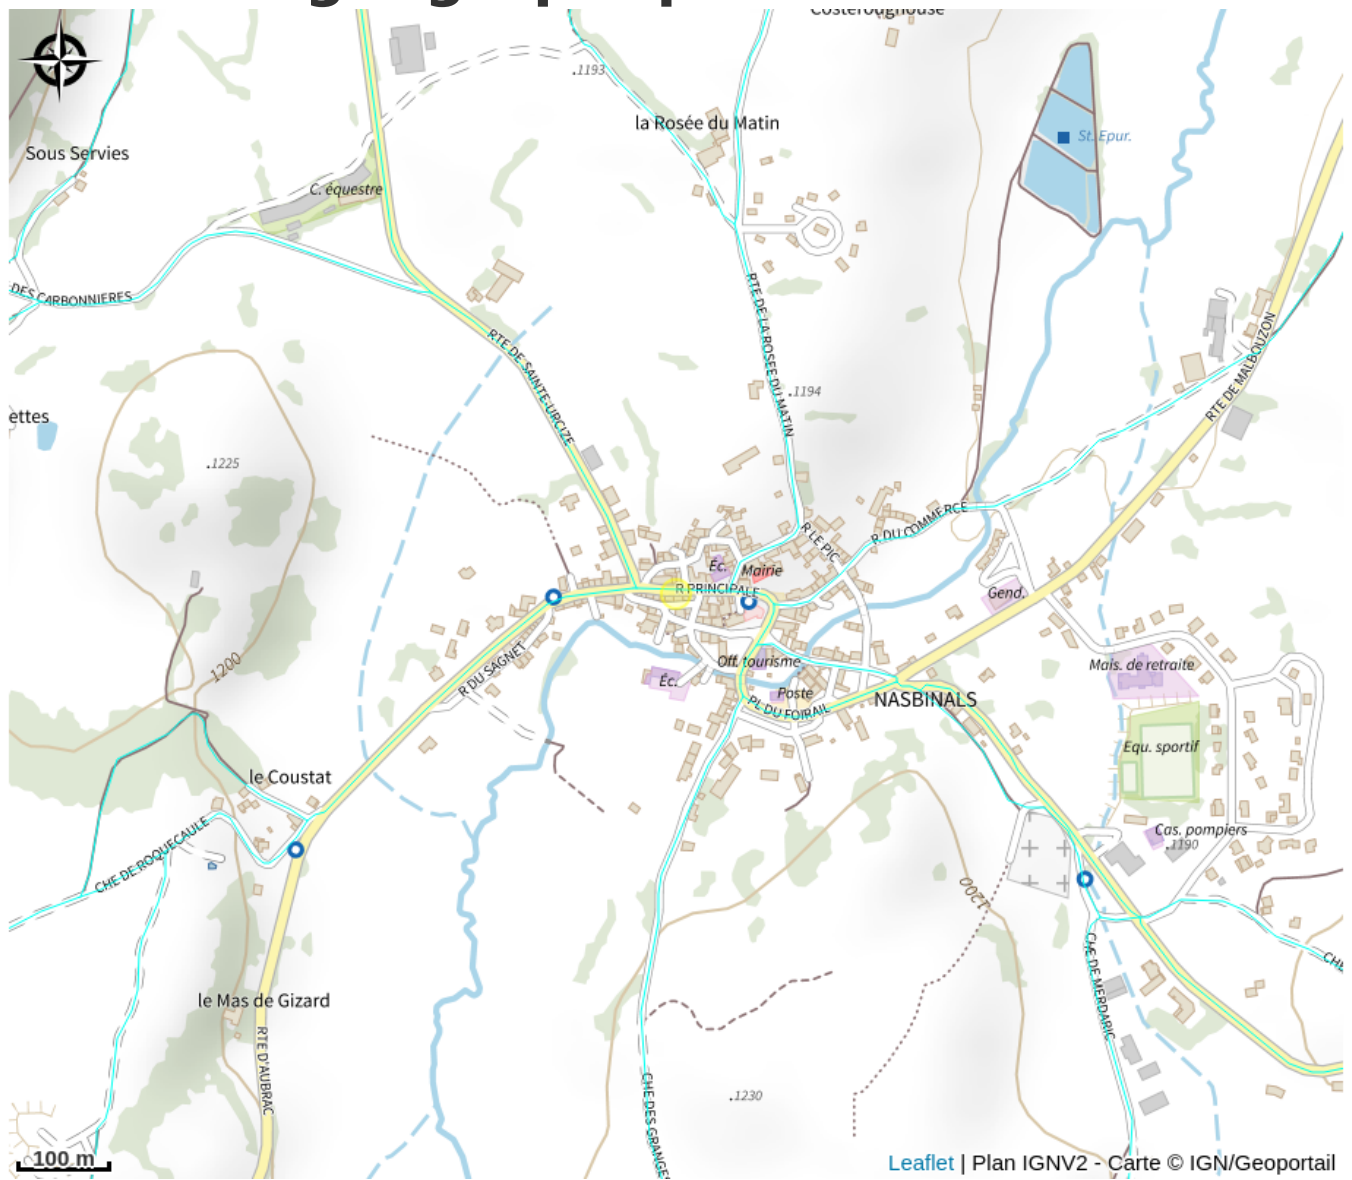 .1193
la Rosée du Matin
St. Epur.
Sous Servies
C. équestre
DES CARBONNIERES
RTE DE LA ROSEE DU MATIN
RTE DE SAINTE-URCIZE
RTE DE MALBOUZON
.1194
ettes
.1225
R LE PIC
R DU COMMERCE
Éc.
Mairie
R PRINCIPALE
Gend.
1200
R DU SAGNET
Off. tourisme
Éc.
Poste
PL DU FOIRAIL
NASBINALS
Mais. de retraite
Equ. sportif
le Coustat
CHE DE ROQUECAULE
Cas. pompiers
.1190
1200
CHE DE MERDARIC
CHE
le Mas de Gizard
RTE D'AUBRAC
CHE DES GRANGES
.1230
100 m
Leaflet | Plan IGNV2 - Carte © IGN/Geoportail